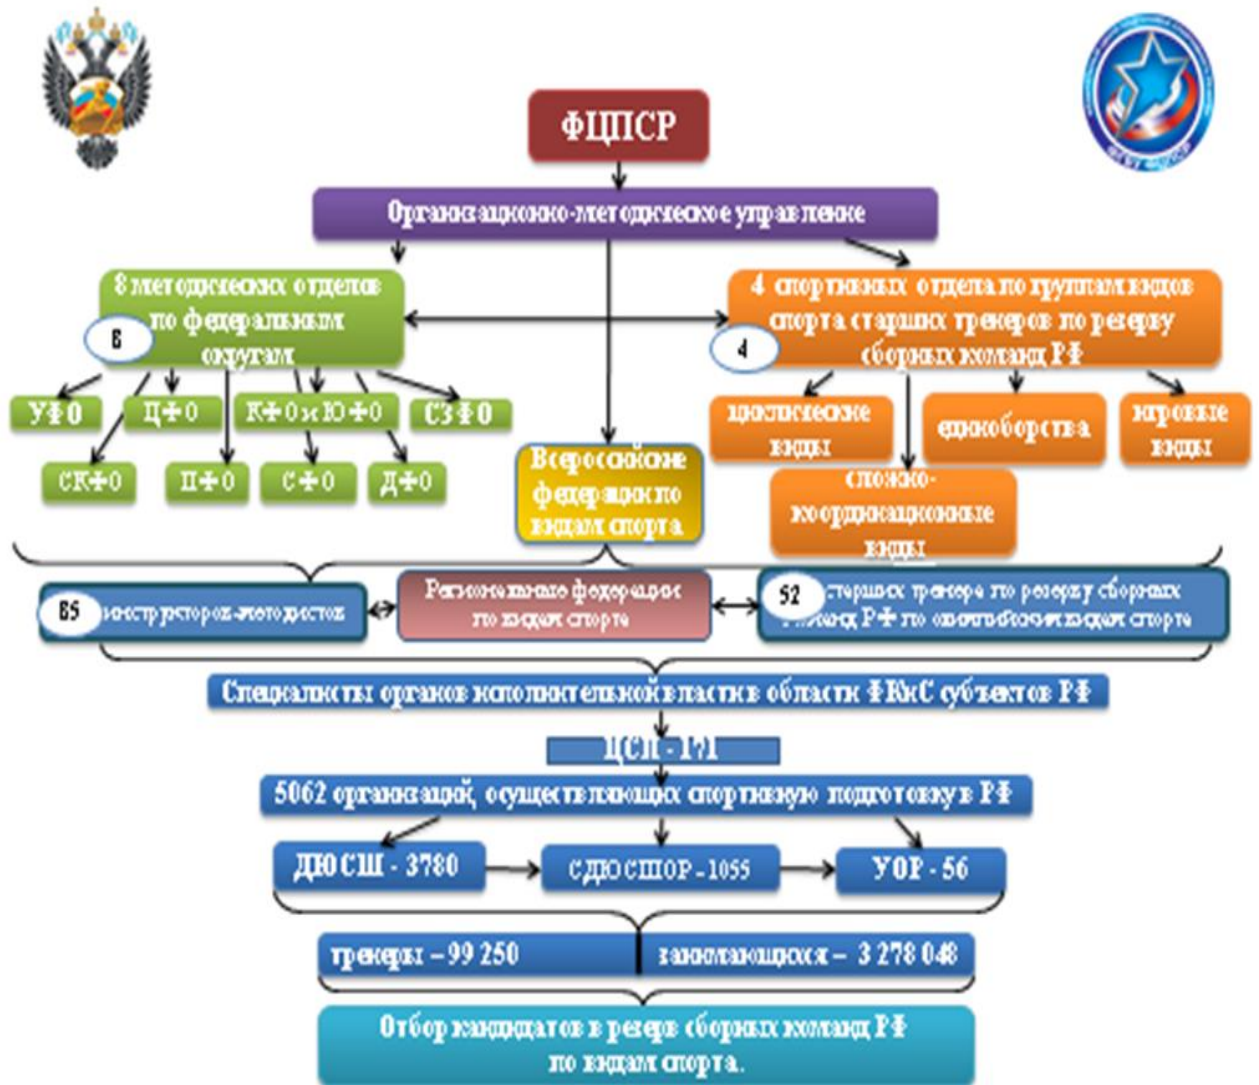 ФЦПСР
Организационно-методическое управление
8 методических отделов
по федеральным
округам
8
4 спортивных отдела по группам видов
спорта старших тренеров по резерву
сборных команд РФ
4
УФО
ЦФО
КФО и ЮФО
СЗФО
СКФО
ПФО
СФО
ДФО
циклические
виды
единоборства
игровые
виды
сложно-
координационные
виды
Всероссийские
федерации по
видам спорта
85
инструкторов-методистов
Региональные федерации
по видам спорта
52
старших тренера по резерву сборных
команд РФ по олимпийским видам спорта
Специалисты органов исполнительной власти в области ФКиС субъектов РФ
ЦСП - 171
5062 организаций, осуществляющих спортивную подготовку в РФ
ДЮСШ - 3780
СДЮСШОР - 1055
УОР - 56
тренеры – 99 250
занимающихся – 3 278 048
Отбор кандидатов в резерв сборных команд РФ
по видам спорта.